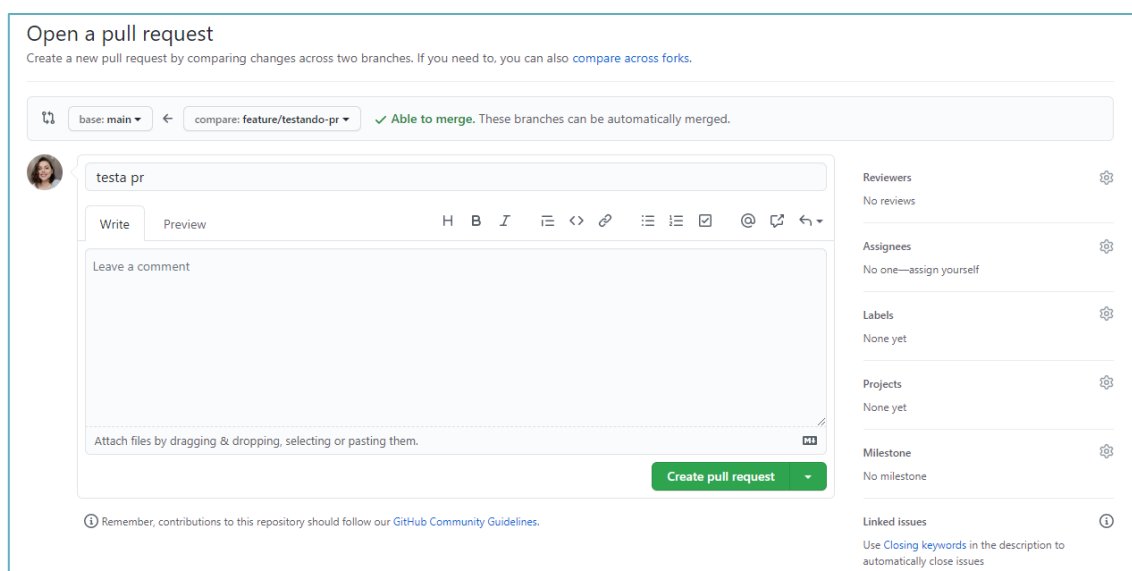 Open a pull request
Create a new pull request by comparing changes across two branches. If you need to, you can also compare across forks.
base: main
compare: feature/testando-pr
Able to merge. These branches can be automatically merged.
testa pr
Write
Preview
Leave a comment
Attach files by dragging & dropping, selecting or pasting them.
Create pull request
Remember, contributions to this repository should follow our GitHub Community Guidelines.
Reviewers
No reviews
Assignees
No one—assign yourself
Labels
None yet
Projects
None yet
Milestone
No milestone
Linked issues
Use Closing keywords in the description to
automatically close issues